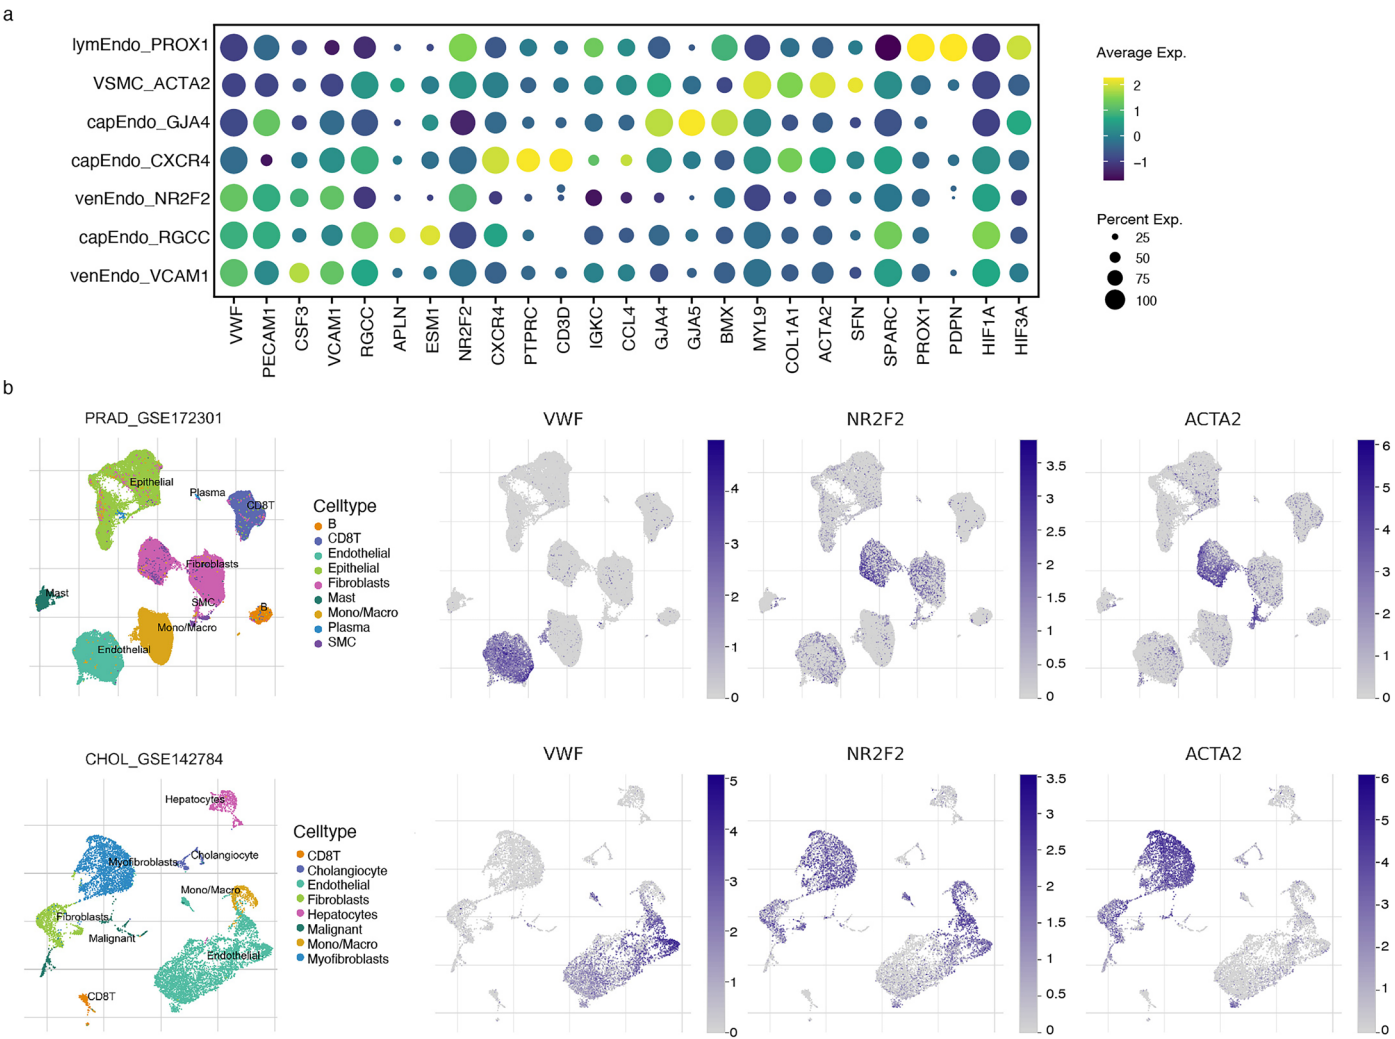 a
lymEndo_PROX1
VSMC_ACTA2
capEndo_GJA4
capEndo_CXCR4
venEndo_NR2F2
capEndo_RGCC
venEndo_VCAM1
VWF PECAM1 CSF3 VCAM1 RGCC APLN ESM1 NR2F2 CXCR4 PTPRC CD3D IGKC CCL4 GJA4 GJA5 BMX MYL9 COL1A1 ACTA2 SFN SPARC PROX1 PDPN HIF1A HIF3A
Average Exp.
2
1
0
−1
Percent Exp.
25
50
75
100
b
PRAD_GSE172301
Epithelial
Plasma
CD8T
Fibroblasts
Mast
SMC
B
Mono/Macro
Endothelial
Celltype
B
CD8T
Endothelial
Epithelial
Fibroblasts
Mast
Mono/Macro
Plasma
SMC
VWF
4
3
2
1
0
NR2F2
3.5
3
2.5
2
1.5
1
0.5
0
ACTA2
6
5
4
3
2
1
0
CHOL_GSE142784
Hepatocytes
Myofibroblasts
Cholangiocyte
Mono/Macro
Fibroblasts
Malignant
Endothelial
CD8T
Celltype
CD8T
Cholangiocyte
Endothelial
Fibroblasts
Hepatocytes
Malignant
Mono/Macro
Myofibroblasts
VWF
5
4
3
2
1
0
NR2F2
3.5
3
2.5
2
1.5
1
0.5
0
ACTA2
6
5
4
3
2
1
0